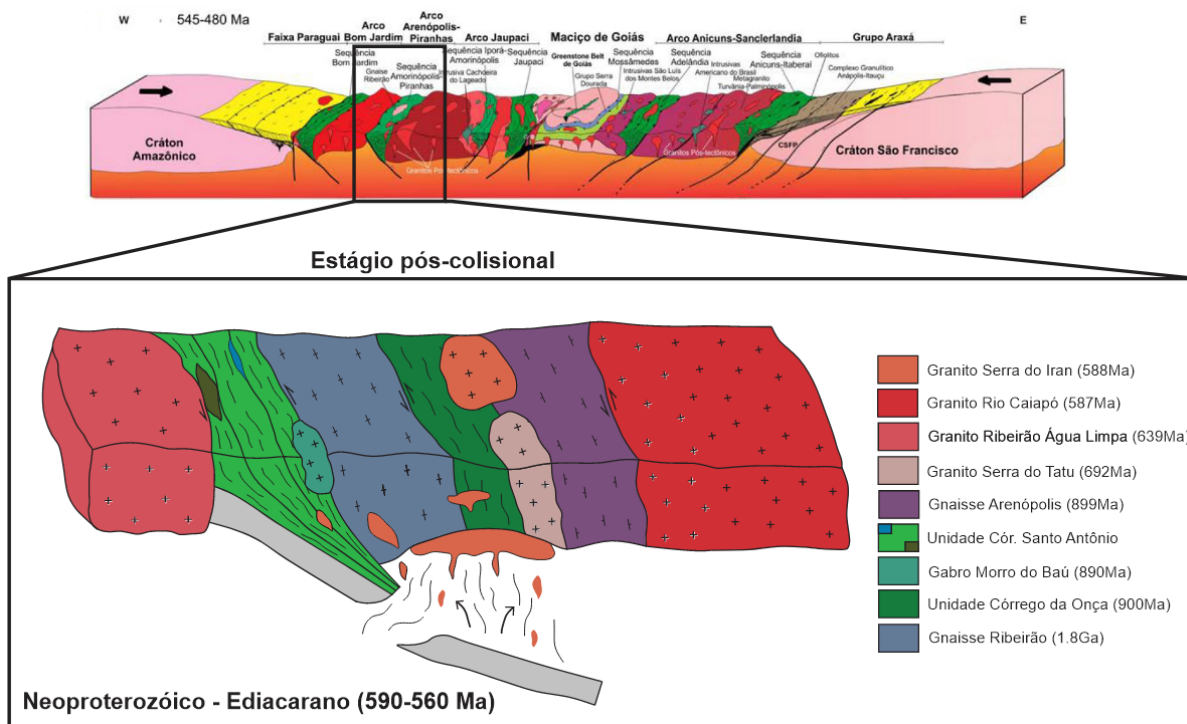 W 545-480 Ma E
Arco Arco
Bom Jardim Arenópolis-
Piranhas
Faixa Paraguai Arco Jaupaci Maciço de Goiás Arco Anicuns-Sanclerlandia Grupo Araxá
Sequência
Bom Jardim
Gnaise
Ribeirão
Sequência
Amorinópolis-
Piranhas
Sequência Iporá-
Amorinópolis
Intrusiva Cachoeira
do Lageado
Sequência
Jaupaci
Greenstone Belt
de Goiás
Grupo Serra
Dourada
Sequência
Mossâmedes
Intrusivas São Luís
dos Montes Belos
Sequência
Adelândia
Intrusivas
Americano do Brasil
Metagranito
Turvânia-Palminópolis
Sequência
Anicuns-Itaberaí
Ofiolitos
Complexo Granulítico
Anápolis-Itauçu
Cráton
Amazônico
Granitos Pós-tectônicos
Granitos Pós-tectônicos
CSFP
Cráton São Francisco
Estágio pós-colisional
Granito Serra do Iran (588Ma)
Granito Rio Caiapó (587Ma)
Granito Ribeirão Água Limpa (639Ma)
Granito Serra do Tatu (692Ma)
Gnaisse Arenópolis (899Ma)
Unidade Cór. Santo Antônio
Gabro Morro do Baú (890Ma)
Unidade Córrego da Onça (900Ma)
Gnaisse Ribeirão (1.8Ga)
Neoproterozóico - Ediacarano (590-560 Ma)